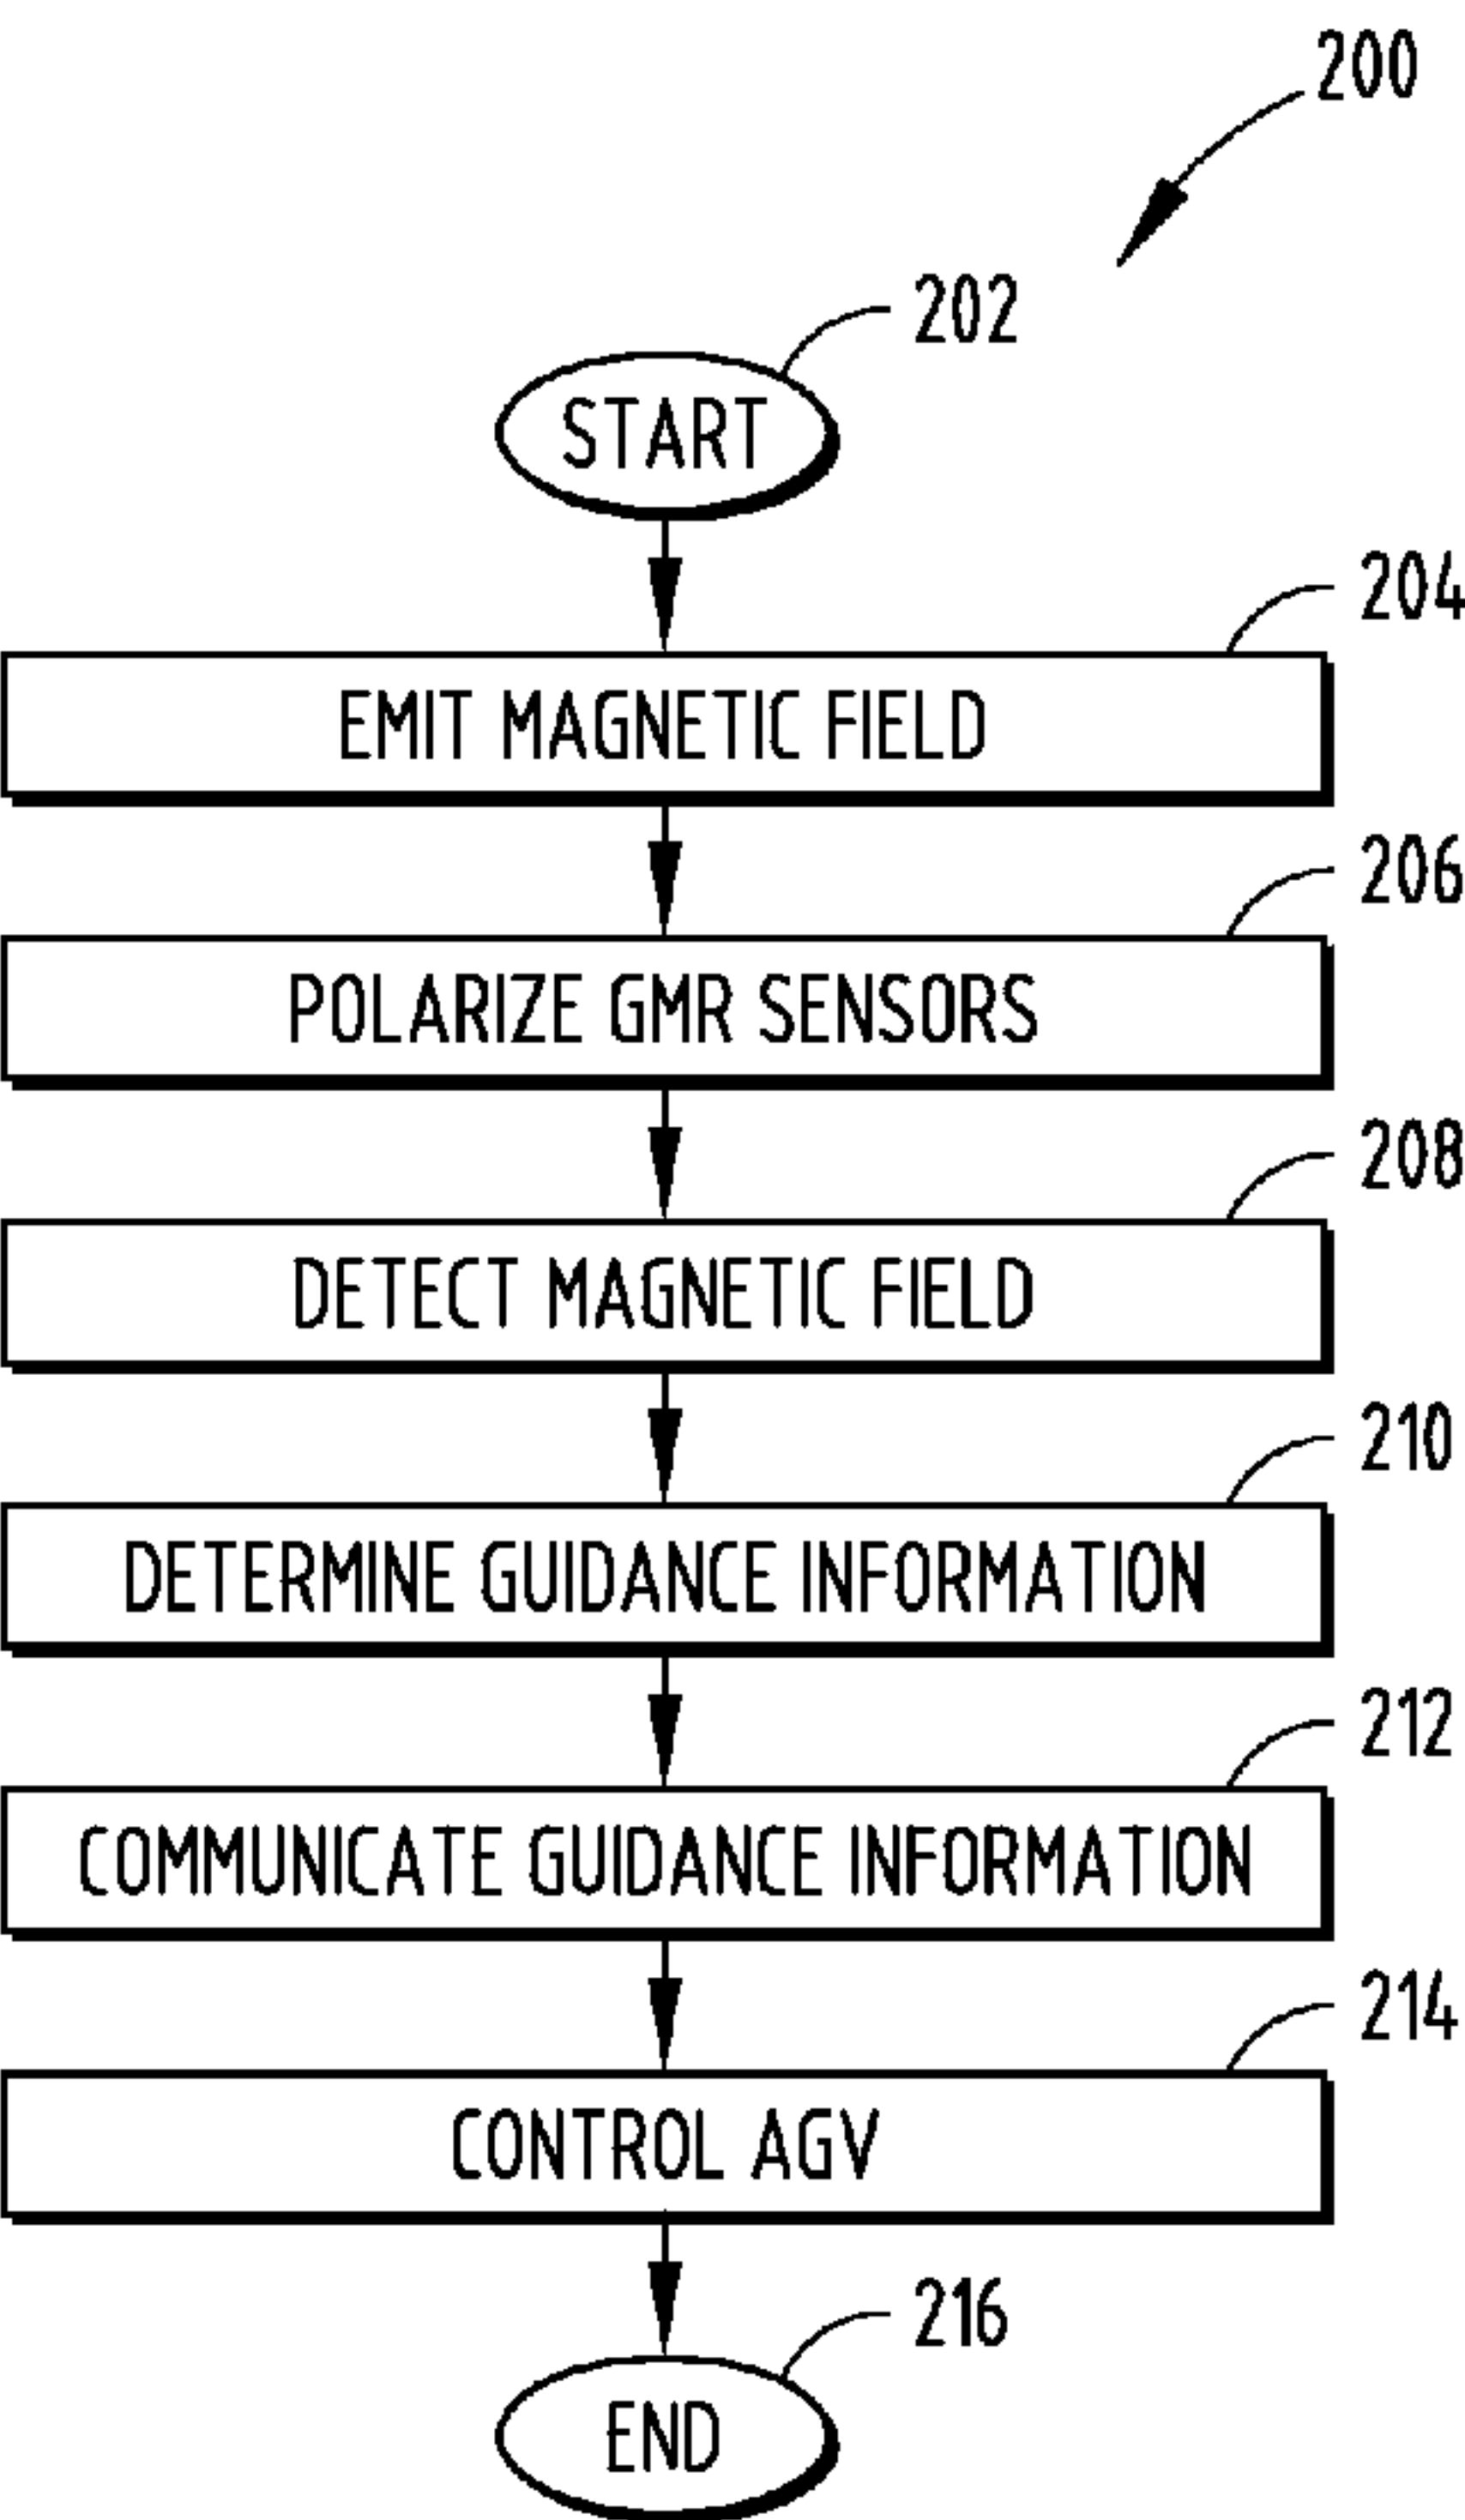 200
202
START
204
EMIT MAGNETIC FIELD
206
POLARIZE GMR SENSORS
208
DETECT MAGNETIC FIELD
210
DETERMINE GUIDANCE INFORMATION
212
COMMUNICATE GUIDANCE INFORMATION
214
CONTROL AGV
216
END